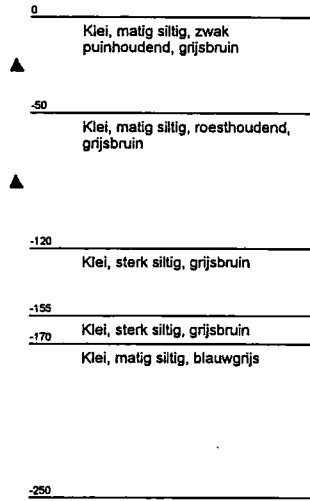 0
Klei, matig siltig, zwak
puinhoudend, grijsbruin
-50
Klei, matig siltig, roesthoudend,
grijsbruin
-120
Klei, sterk siltig, grijsbruin
-155
Klei, sterk siltig, grijsbruin
-170
Klei, matig siltig, blauwgrijs
-250